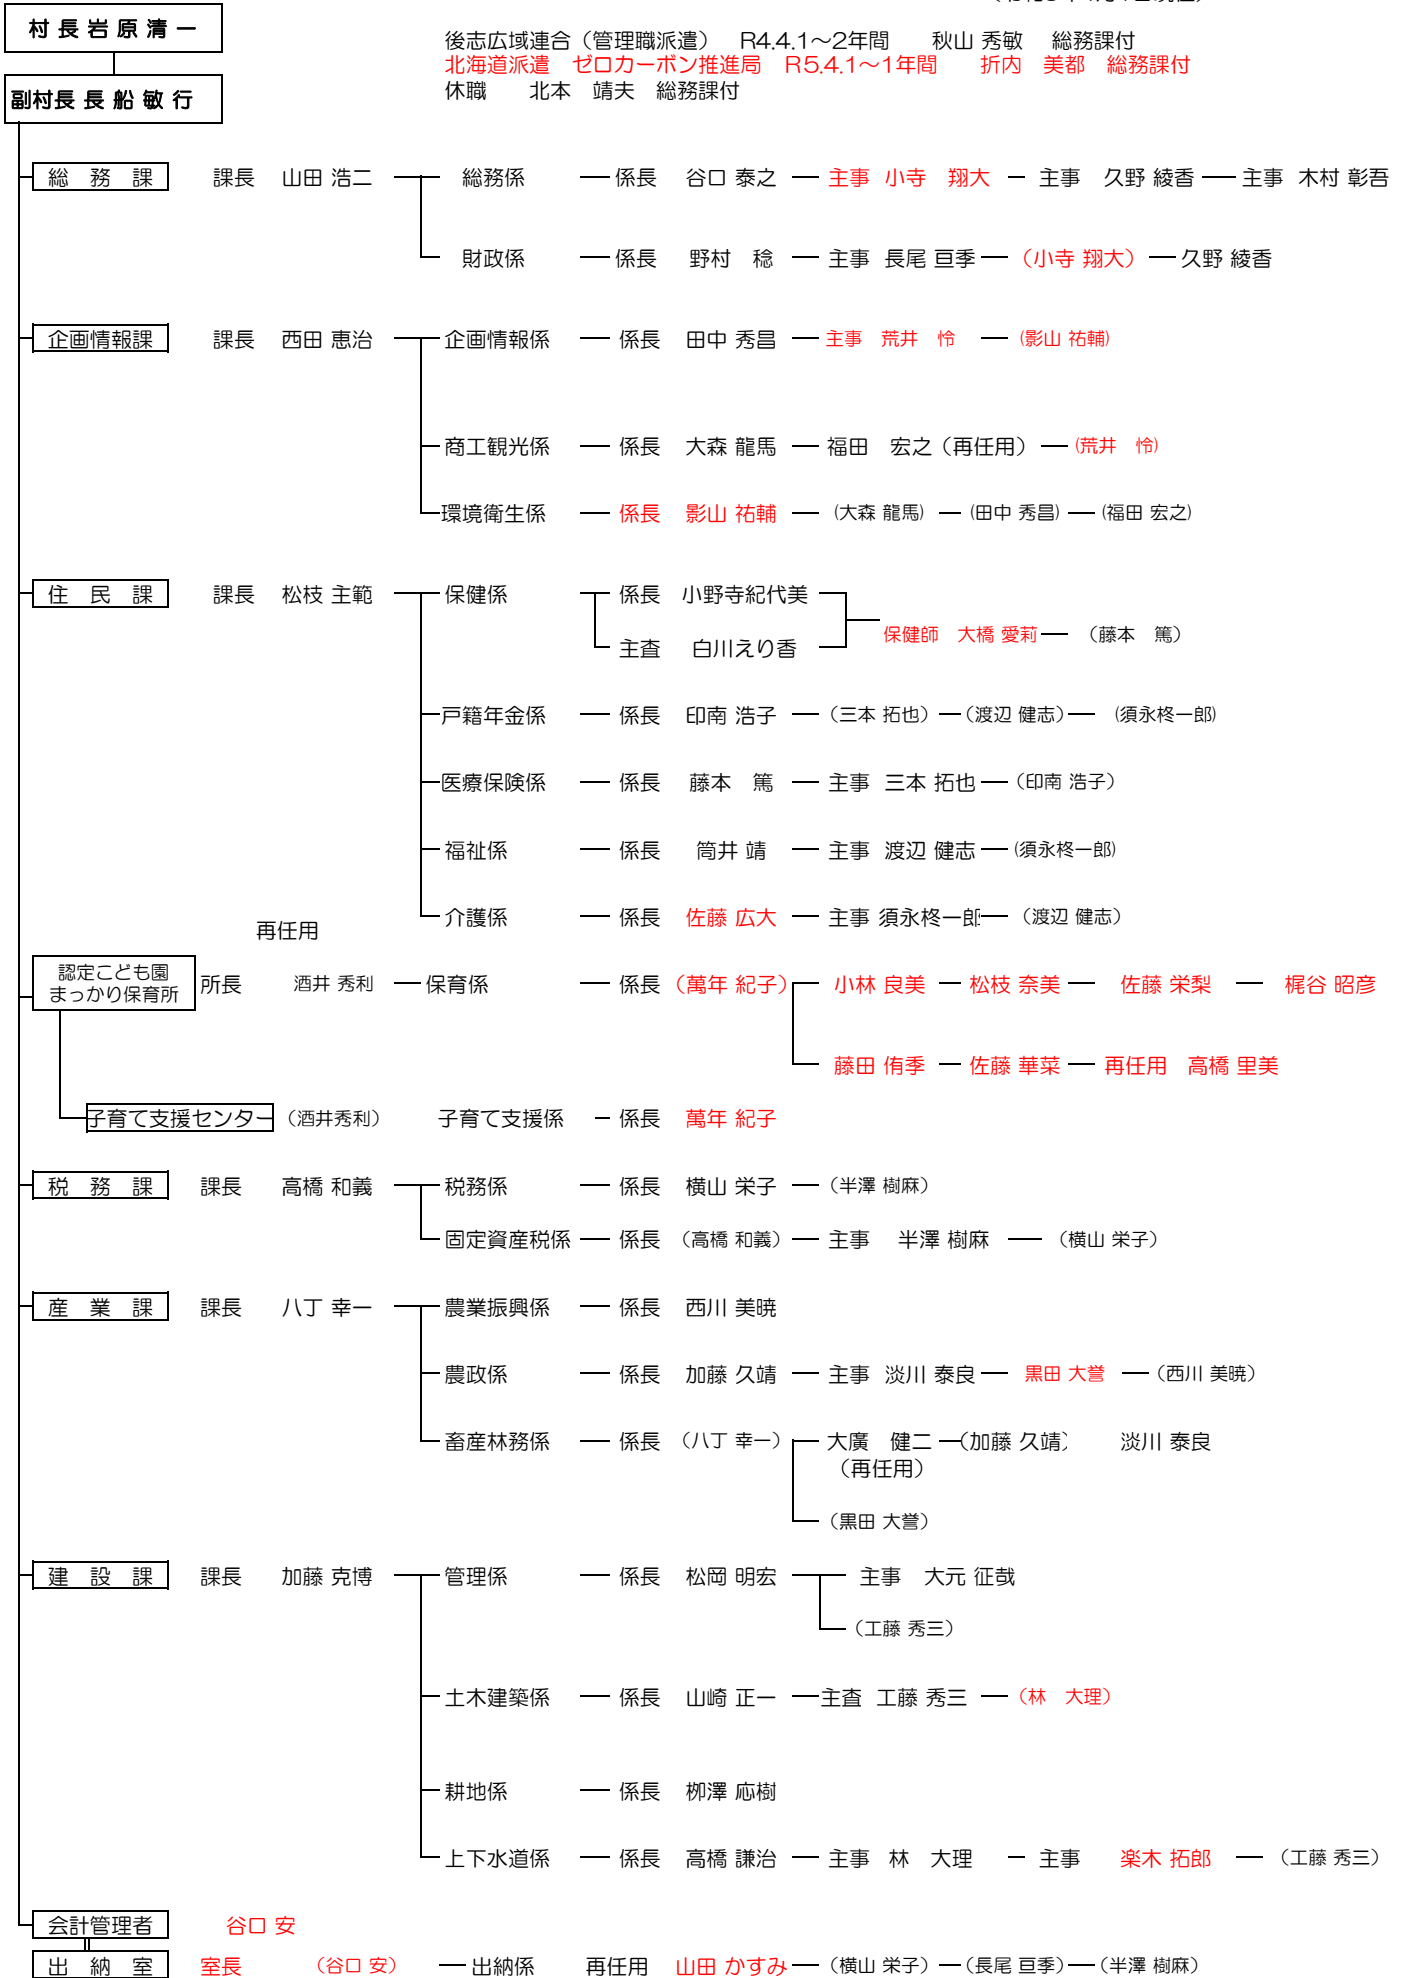 村 長 岩 原 清 一
後志広域連合（管理職派遣） R4.4.1～2年間 秋山 秀敏 総務課付
北海道派遣 ゼロカーボン推進局 R5.4.1～1年間 折内 美都 総務課付
副村長 長 船 敏 行
休職 北本 靖夫 総務課付
総 務 課 課長 山田 浩二 総務係 係長 谷口 泰之 主事 小寺 翔大 主事 久野 綾香 主事 木村 彰吾
財政係 係長 野村 稔 主事 長尾 亘季 （小寺 翔大） 久野 綾香
企画情報課 課長 西田 恵治 企画情報係 係長 田中 秀昌 主事 荒井 怜 (影山 祐輔)
商工観光係 係長 大森 龍馬 福田 宏之（再任用） (荒井 怜)
環境衛生係 係長 影山 祐輔 (大森 龍馬) (田中 秀昌) (福田 宏之)
住 民 課 課長 松枝 主範 保健係 係長 小野寺紀代美
保健師 大橋 愛莉 （藤本 篤）
主査 白川えり香
戸籍年金係 係長 印南 浩子 （三本 拓也） （渡辺 健志） (須永柊一郎)
医療保険係 係長 藤本 篤 主事 三本 拓也 （印南 浩子）
福祉係 係長 筒井 靖 主事 渡辺 健志 (須永柊一郎)
介護係 係長 佐藤 広大 主事 須永柊一郎 （渡辺 健志）
再任用
認定こども園
まっかり保育所 所長 酒井 秀利 保育係 係長 （萬年 紀子） 小林 良美 松枝 奈美 佐藤 栄梨 梶谷 昭彦
藤田 侑季 佐藤 華菜 再任用 高橋 里美
子育て支援センター （酒井秀利） 子育て支援係 係長 萬年 紀子
税 務 課 課長 高橋 和義 税務係 係長 横山 栄子 （半澤 樹麻）
固定資産税係 係長 （高橋 和義） 主事 半澤 樹麻 （横山 栄子）
産 業 課 課長 八丁 幸一 農業振興係 係長 西川 美暁
農政係 係長 加藤 久靖 主事 淡川 泰良 黒田 大誉 （西川 美暁）
畜産林務係 係長 （八丁 幸一） 大廣 健二 （加藤 久靖） 淡川 泰良
（再任用）
（黒田 大誉）
建 設 課 課長 加藤 克博 管理係 係長 松岡 明宏 主事 大元 征哉
（工藤 秀三）
土木建築係 係長 山崎 正一 主査 工藤 秀三 （林 大理）
耕地係 係長 栁澤 応樹
上下水道係 係長 高橋 謙治 主事 林 大理 主事 楽木 拓郎 （工藤 秀三）
会計管理者 谷口 安
出 納 室 室長 （谷口 安） 出納係 再任用 山田 かすみ （横山 栄子） （長尾 亘季） （半澤 樹麻）